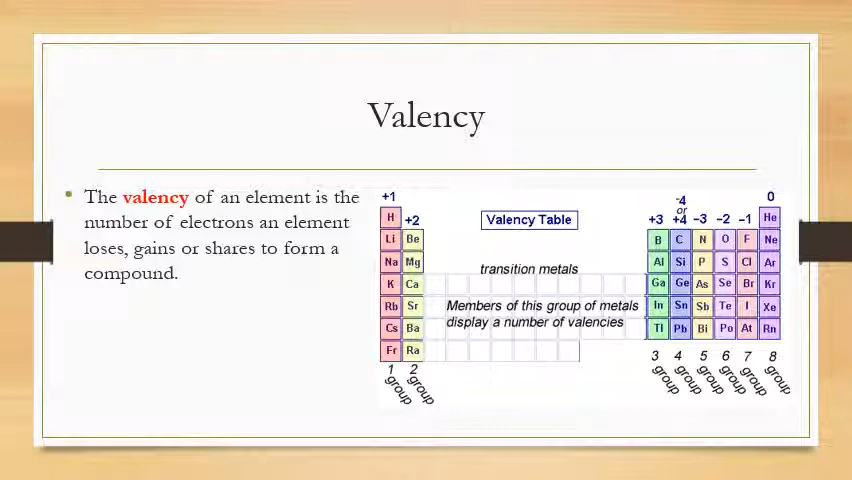 Valency
The valency of an element is the
number of electrons an element
loses, gains or shares to form a
compound.
+1
+2
Valency Table
+3
-4
or
+4
−3
−2
−1
0
H
He
Li Be
B C N O F Ne
Na Mg
transition metals
Al Si P S Cl Ar
K Ca
Ga Ge As Se Br Kr
Rb Sr
Members of this group of metals
display a number of valencies
In Sn Sb Te I Xe
Cs Ba
Tl Pb Bi Po At Rn
Fr Ra
1 group
2 group
3 group
4 group
5 group
6 group
7 group
8 group